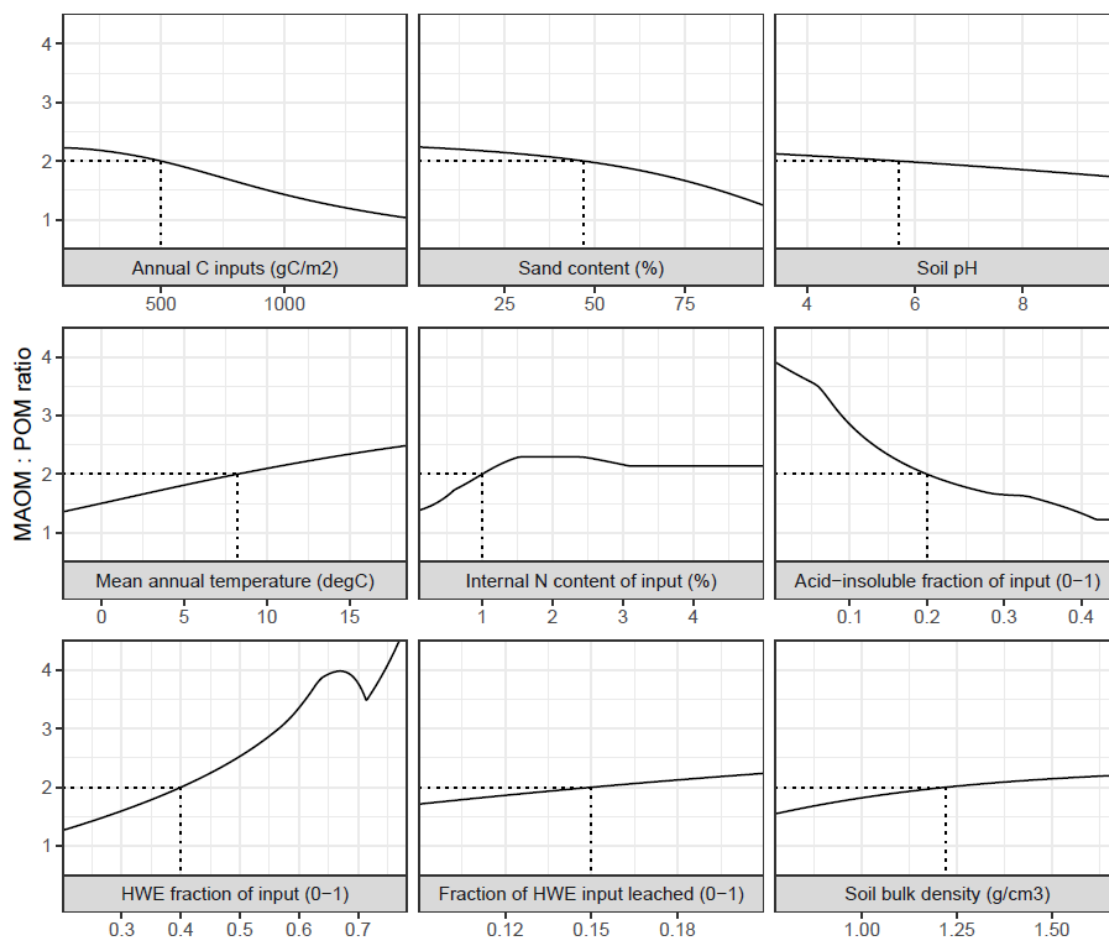 4
3
2
1
Annual C inputs (gC/m2)
Sand content (%)
Soil pH
500 1000
25 50 75
4 6 8
MAOM : POM ratio
4
3
2
1
Mean annual temperature (degC)
Internal N content of input (%)
Acid−insoluble fraction of input (0−1)
0 5 10 15
1 2 3 4
0.1 0.2 0.3 0.4
4
3
2
1
HWE fraction of input (0−1)
Fraction of HWE input leached (0−1)
Soil bulk density (g/cm3)
0.3 0.4 0.5 0.6 0.7
0.12 0.15 0.18
1.00 1.25 1.50